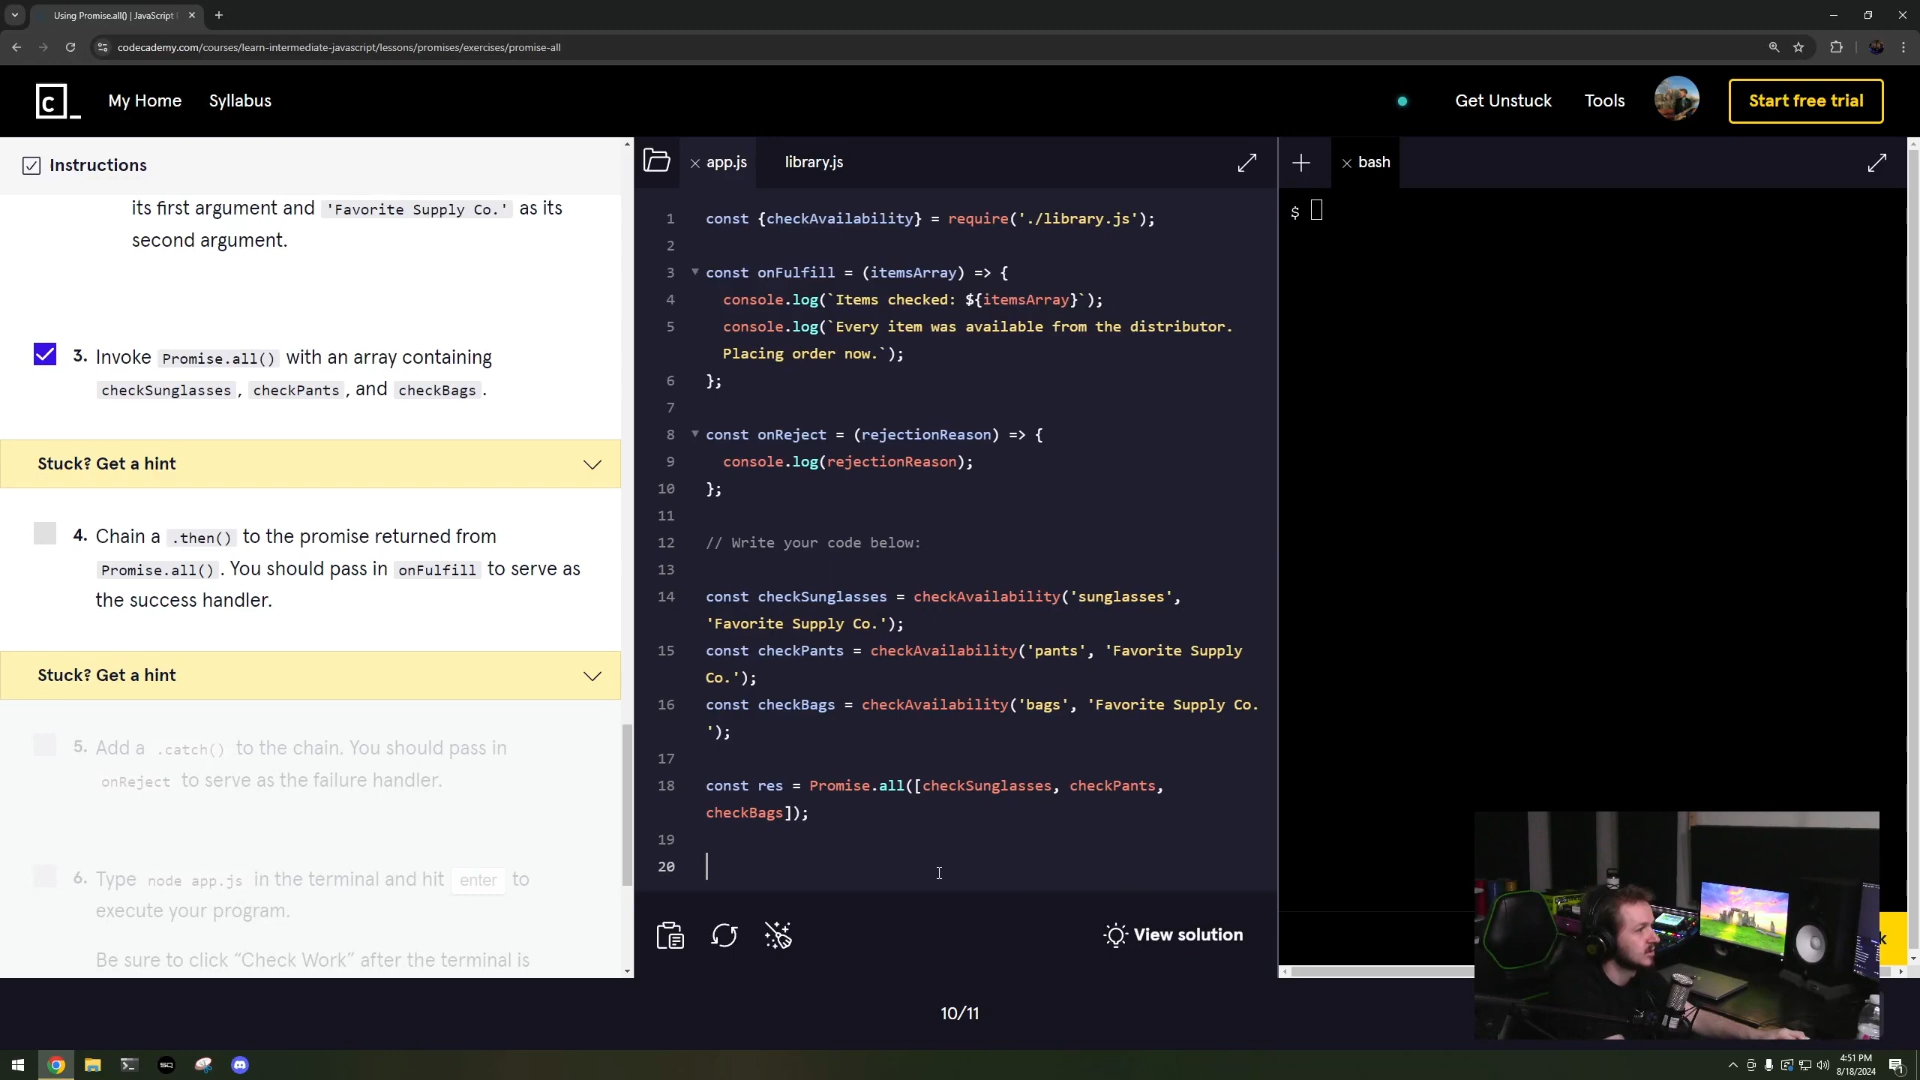 Using Promise.all() | JavaScript
codecademy.com/courses/learn-intermediate-javascript/lessons/promises/exercises/promise-all
c_
My Home
Syllabus
Get Unstuck
Tools
Start free trial
Instructions
its first argument and 'Favorite Supply Co.' as its
second argument.
3. Invoke Promise.all() with an array containing
checkSunglasses, checkPants, and checkBags.
Stuck? Get a hint
4. Chain a .then() to the promise returned from
Promise.all(). You should pass in onFulfill to serve as
the success handler.
Stuck? Get a hint
5. Add a .catch() to the chain. You should pass in
onReject to serve as the failure handler.
6. Type node app.js in the terminal and hit enter to
execute your program.
Be sure to click “Check Work” after the terminal is
app.js
library.js
1 const {checkAvailability} = require('./library.js');
2
3 const onFulfill = (itemsArray) => {
4 console.log(`Items checked: ${itemsArray}`);
5 console.log(`Every item was available from the distributor.
Placing order now.`);
6 };
7
8 const onReject = (rejectionReason) => {
9 console.log(rejectionReason);
10 };
11
12 // Write your code below:
13
14 const checkSunglasses = checkAvailability('sunglasses',
'Favorite Supply Co.');
15 const checkPants = checkAvailability('pants', 'Favorite Supply
Co.');
16 const checkBags = checkAvailability('bags', 'Favorite Supply Co.
');
17
18 const res = Promise.all([checkSunglasses, checkPants,
checkBags]);
19
20
View solution
bash
$
k
10/11
4:51 PM
8/18/2024